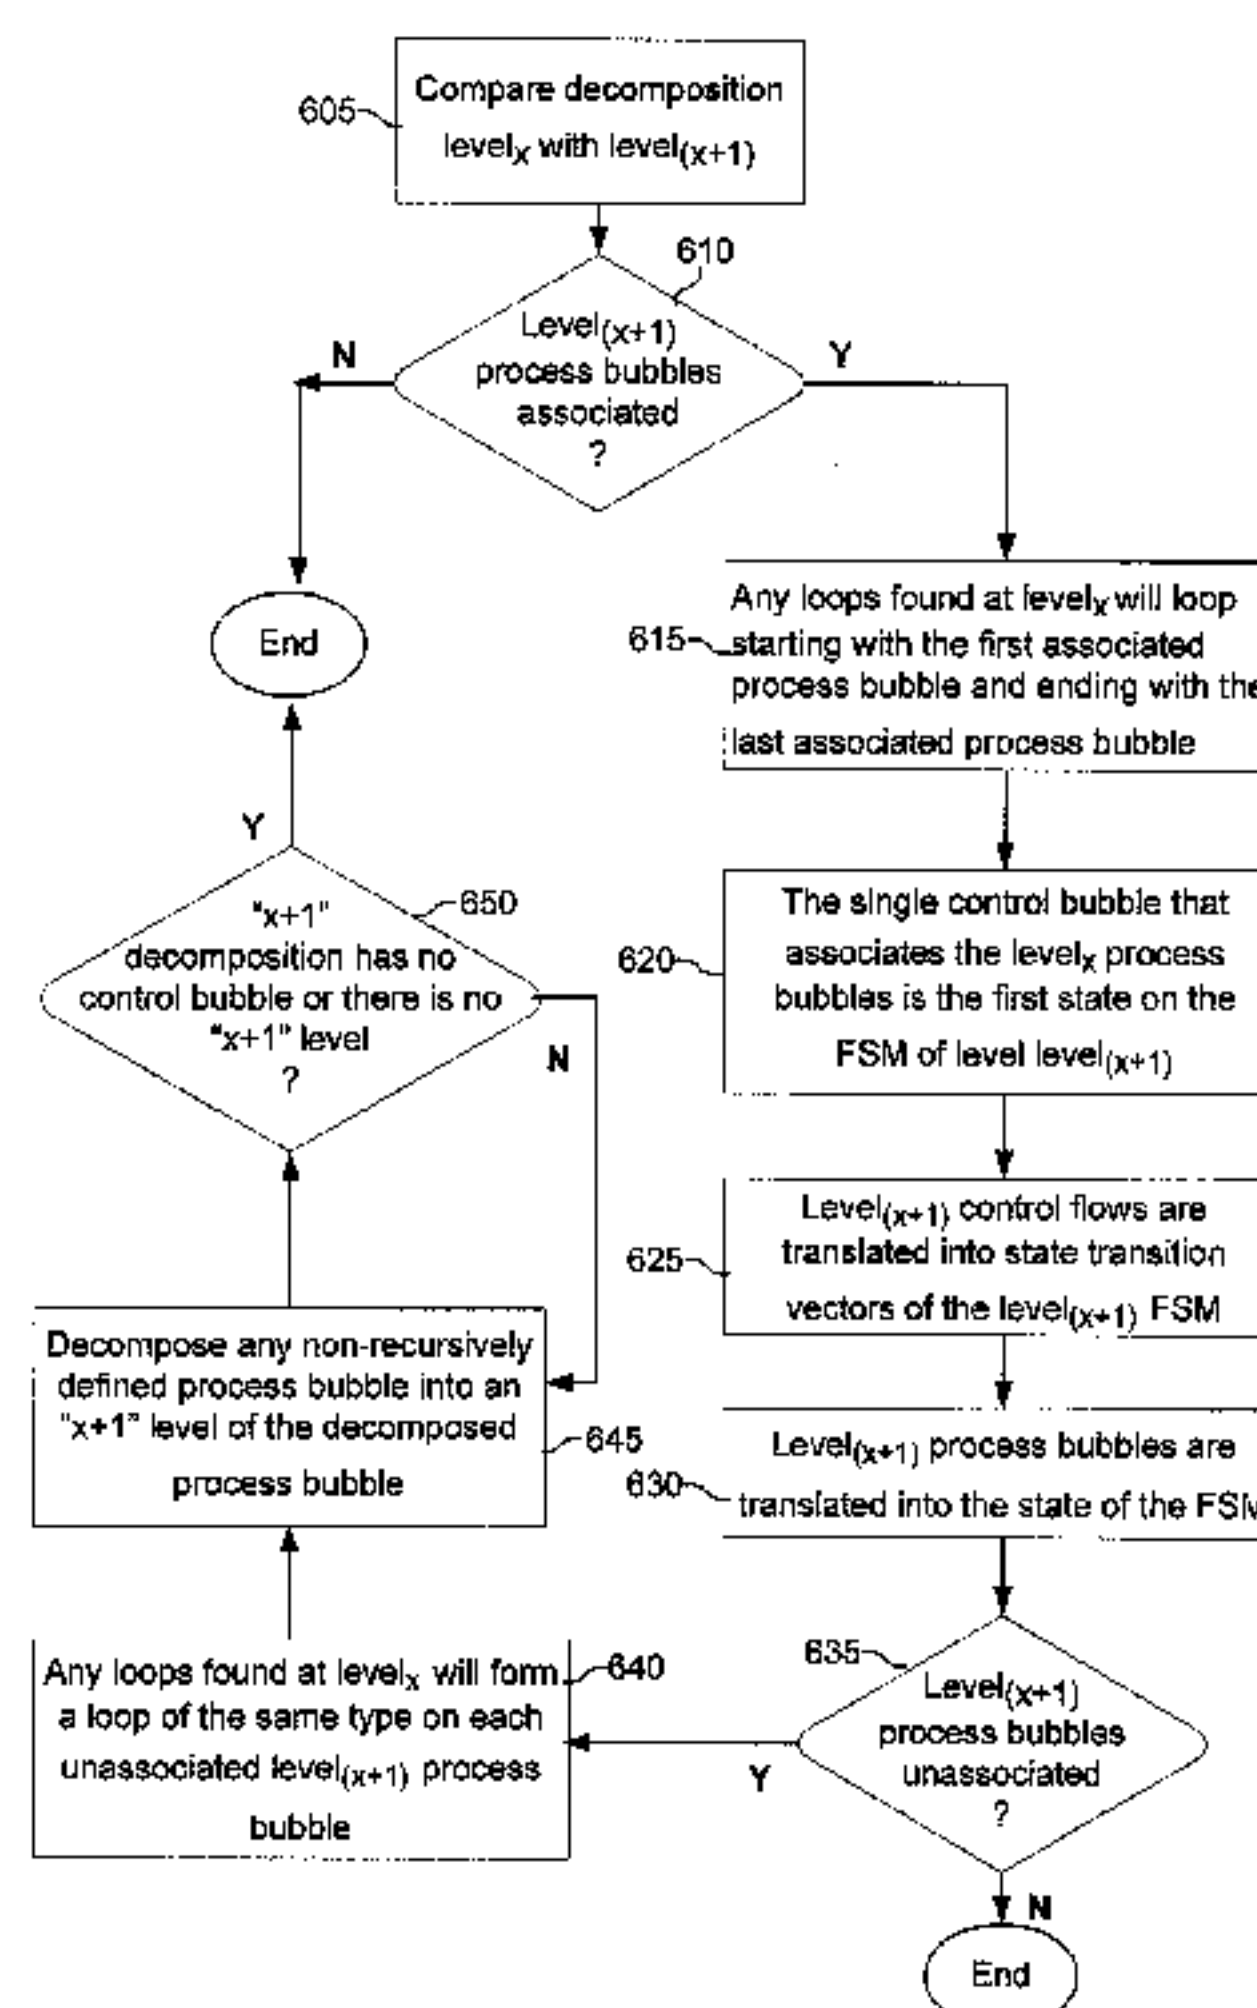 605
Compare decomposition
levelx with level(x+1)
610
Level(x+1)
process bubbles
associated
?
N
Y
End
615
Any loops found at levelx will loop
starting with the first associated
process bubble and ending with the
last associated process bubble
620
The single control bubble that
associates the levelx process
bubbles is the first state on the
FSM of level level(x+1)
625
Level(x+1) control flows are
translated into state transition
vectors of the level(x+1) FSM
630
Level(x+1) process bubbles are
translated into the state of the FSM
635
Level(x+1)
process bubbles
unassociated
?
Y
N
End
640
Any loops found at levelx will form
a loop of the same type on each
unassociated level(x+1) process
bubble
645
Decompose any non-recursively
defined process bubble into an
"x+1" level of the decomposed
process bubble
650
"x+1"
decomposition has no
control bubble or there is no
"x+1" level
?
Y
N